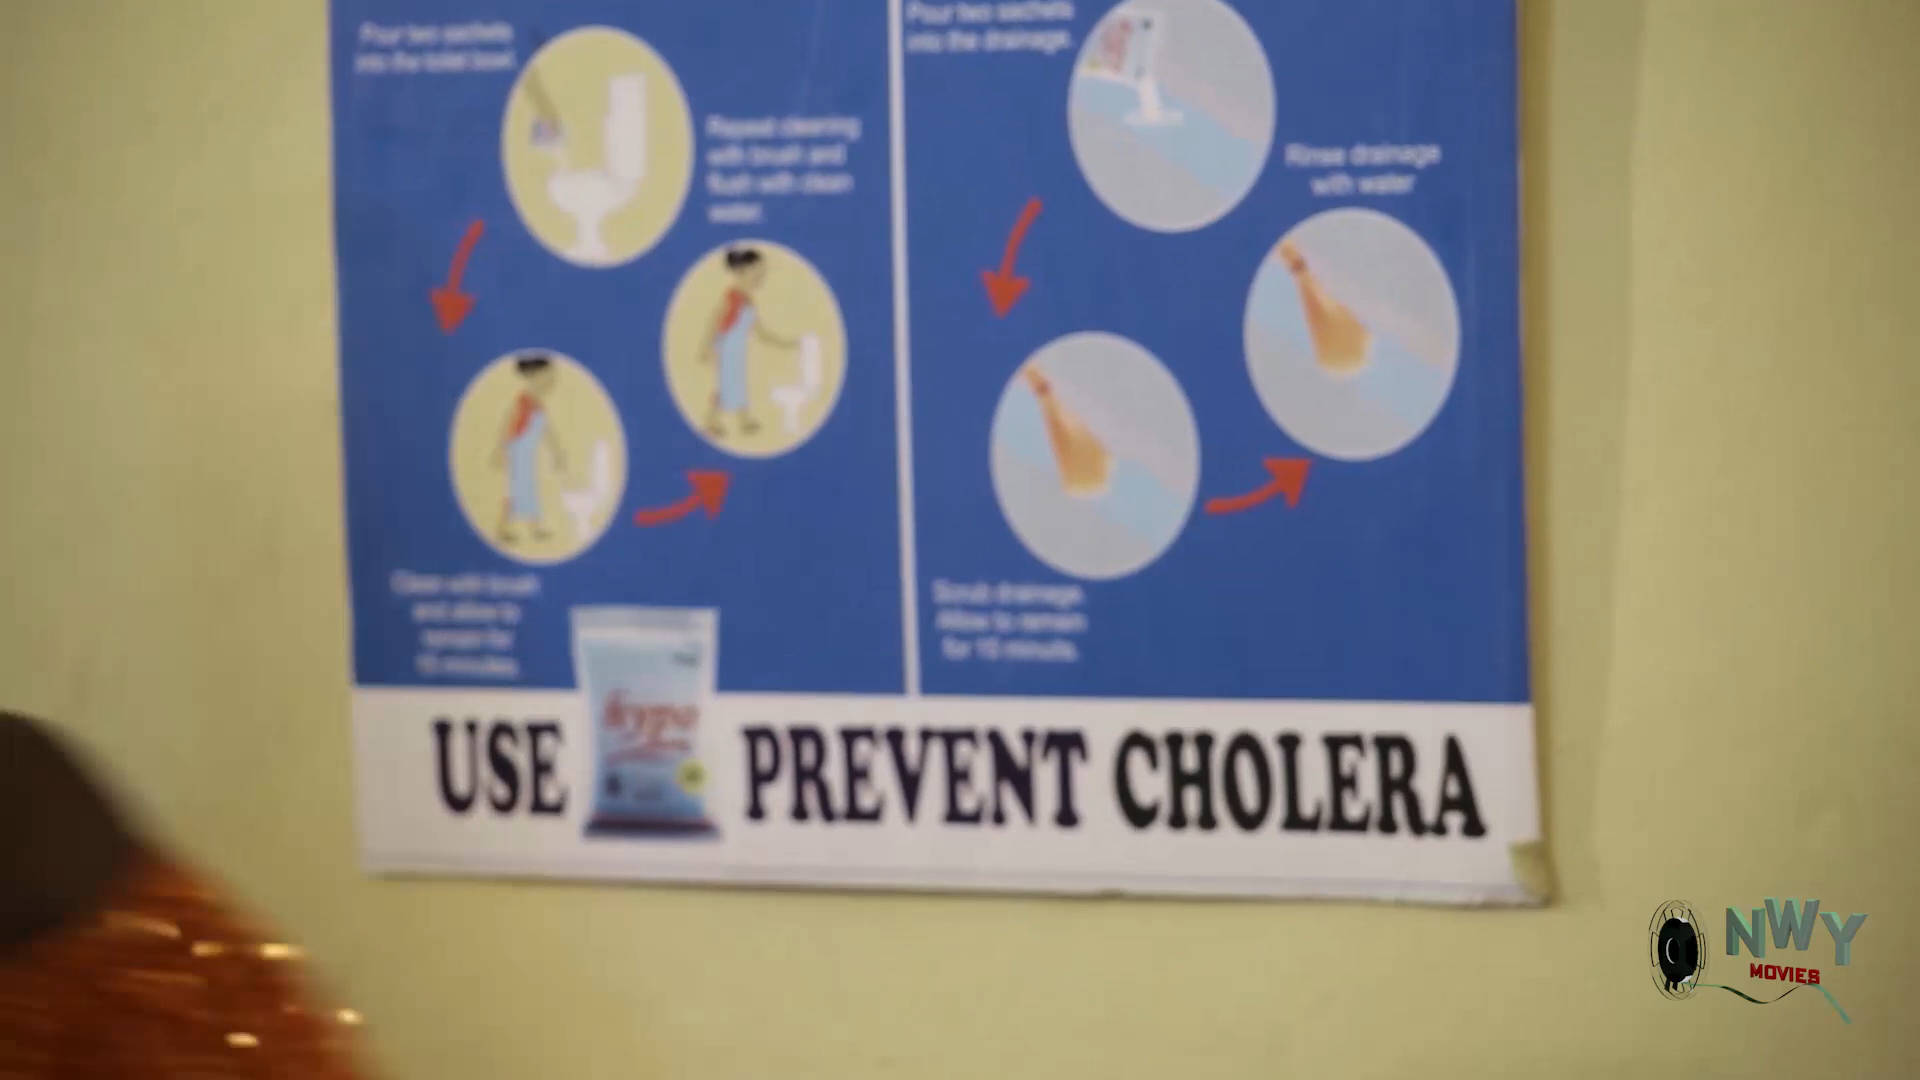 Pour two sachets
into the toilet bowl.
Repeat cleaning
with brush and
flush with clean
water.
Clean with brush
and allow to
remain for
15 minutes.
Pour two sachets
into the drainage.
Rinse drainage
with water
Scrub drainage.
Allow to remain
for 15 minute.
USE hypo PREVENT CHOLERA
NWY
MOVIES